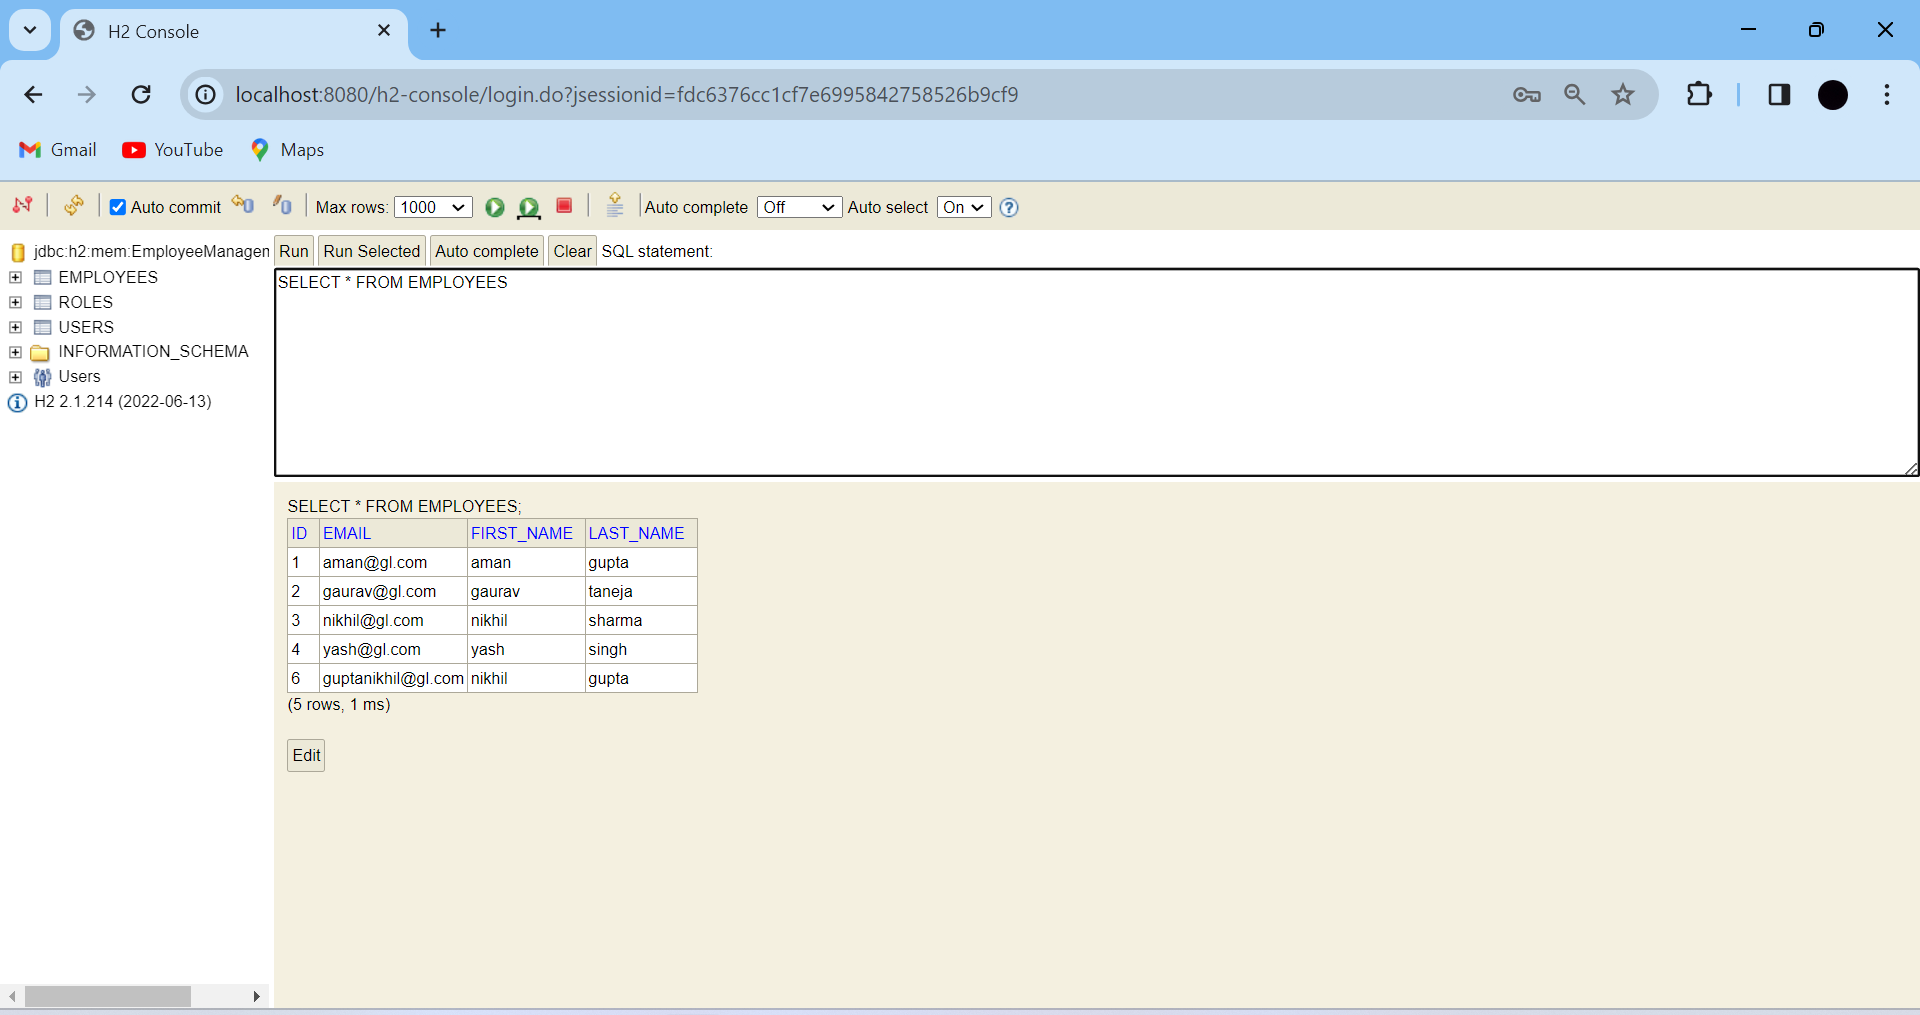 H2 Console
localhost:8080/h2-console/login.do?jsessionid=fdc6376cc1cf7e6995842758526b9cf9
Gmail YouTube Maps
Auto commit Max rows: 1000 Auto complete Off Auto select On
jdbc:h2:mem:EmployeeManagen Run Run Selected Auto complete Clear SQL statement:
EMPLOYEES
ROLES
USERS
INFORMATION_SCHEMA
Users
H2 2.1.214 (2022-06-13)
SELECT * FROM EMPLOYEES
SELECT * FROM EMPLOYEES;
ID EMAIL FIRST_NAME LAST_NAME
1 aman@gl.com aman gupta
2 gaurav@gl.com gaurav taneja
3 nikhil@gl.com nikhil sharma
4 yash@gl.com yash singh
6 guptanikhil@gl.com nikhil gupta
(5 rows, 1 ms)
Edit